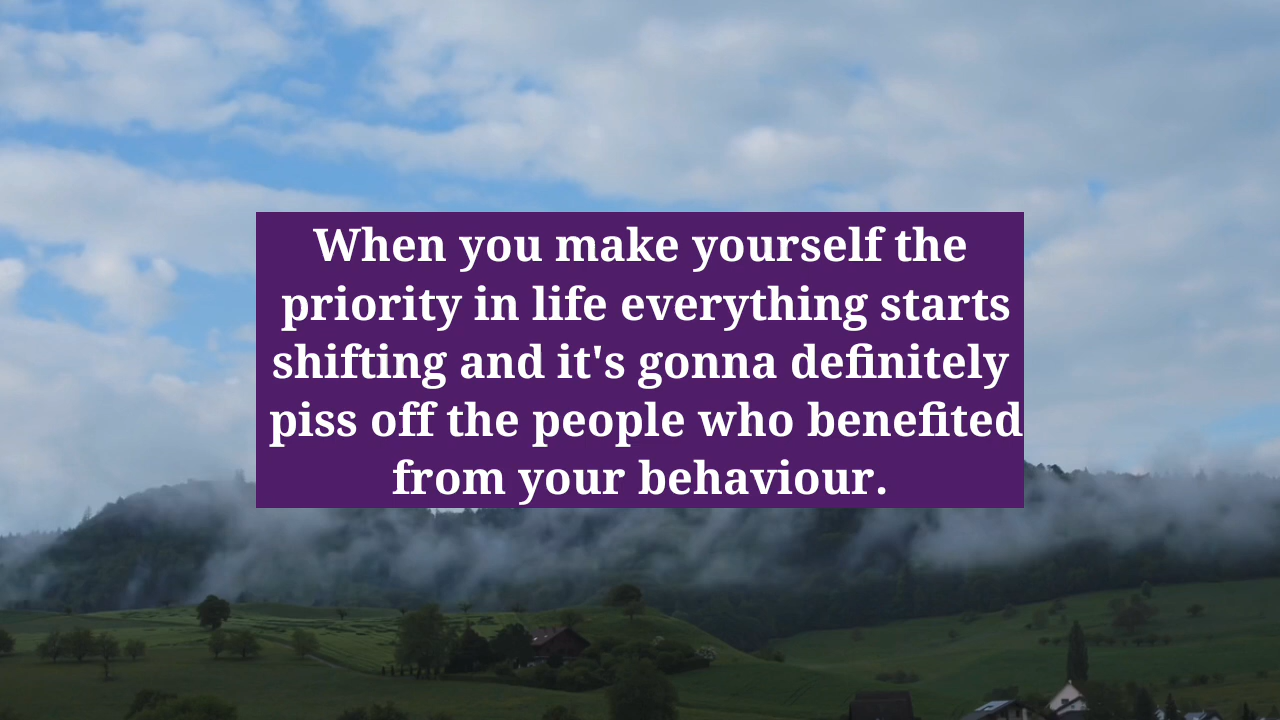 When you make yourself the
priority in life everything starts
shifting and it's gonna definitely
piss off the people who benefited
from your behaviour.